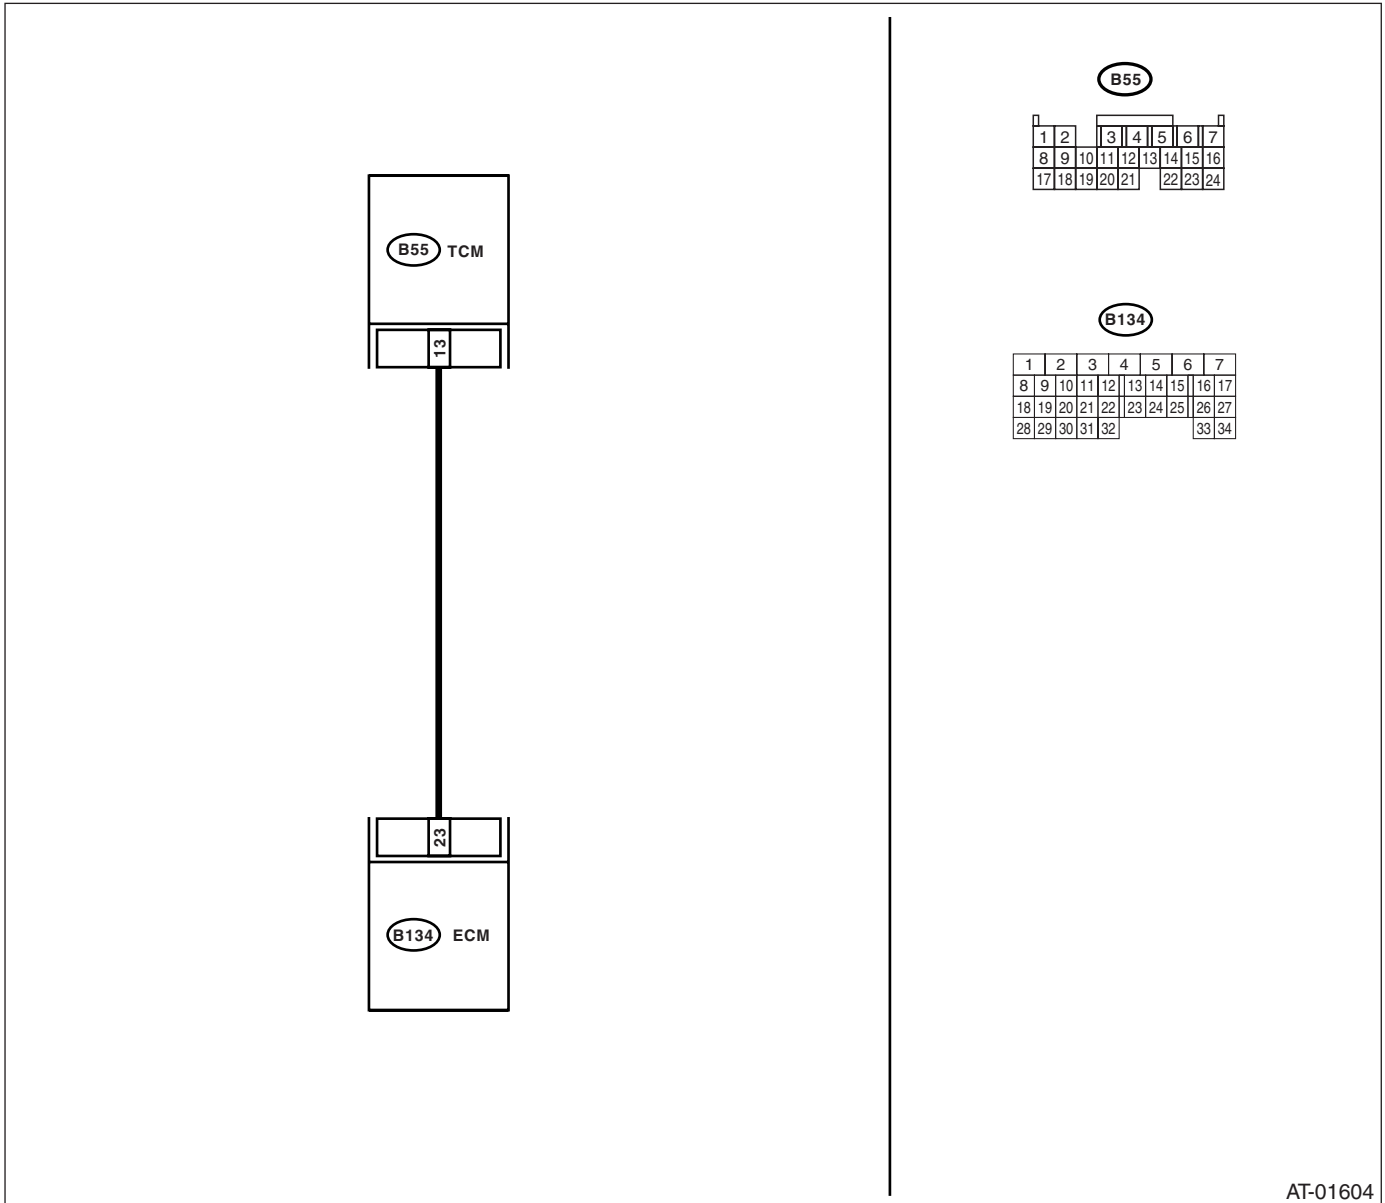 B55 TCM
13
23
B134 ECM
B55
1 2 3 4 5 6 7
8 9 10 11 12 13 14 15 16
17 18 19 20 21 22 23 24
B134
1 2 3 4 5 6 7
8 9 10 11 12 13 14 15 16 17
18 19 20 21 22 23 24 25 26 27
28 29 30 31 32 33 34
AT-01604